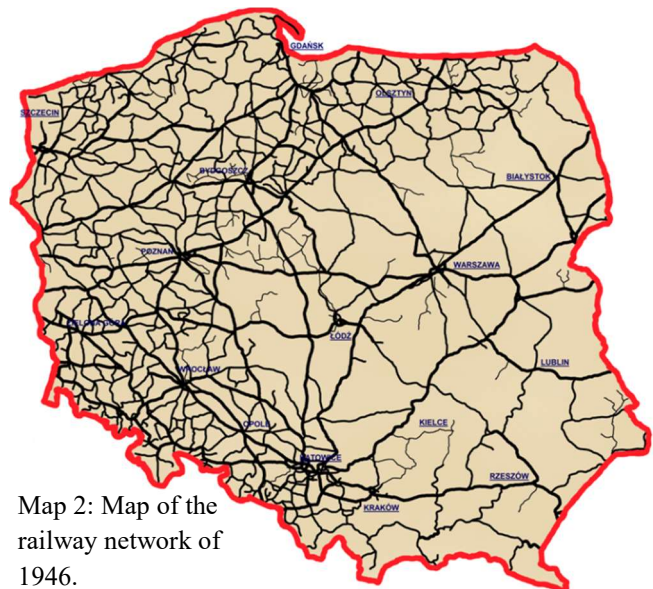 GDAŃSK
SZCZECIN
OLSZTYN
BYDGOSZCZ
BIAŁYSTOK
POZNAŃ
WARSZAWA
ZIELONA GÓRA
ŁÓDŹ
LUBLIN
WROCŁAW
OPOLE
KIELCE
KATOWICE
RZESZÓW
KRAKÓW
Map 2: Map of the
railway network of
1946.